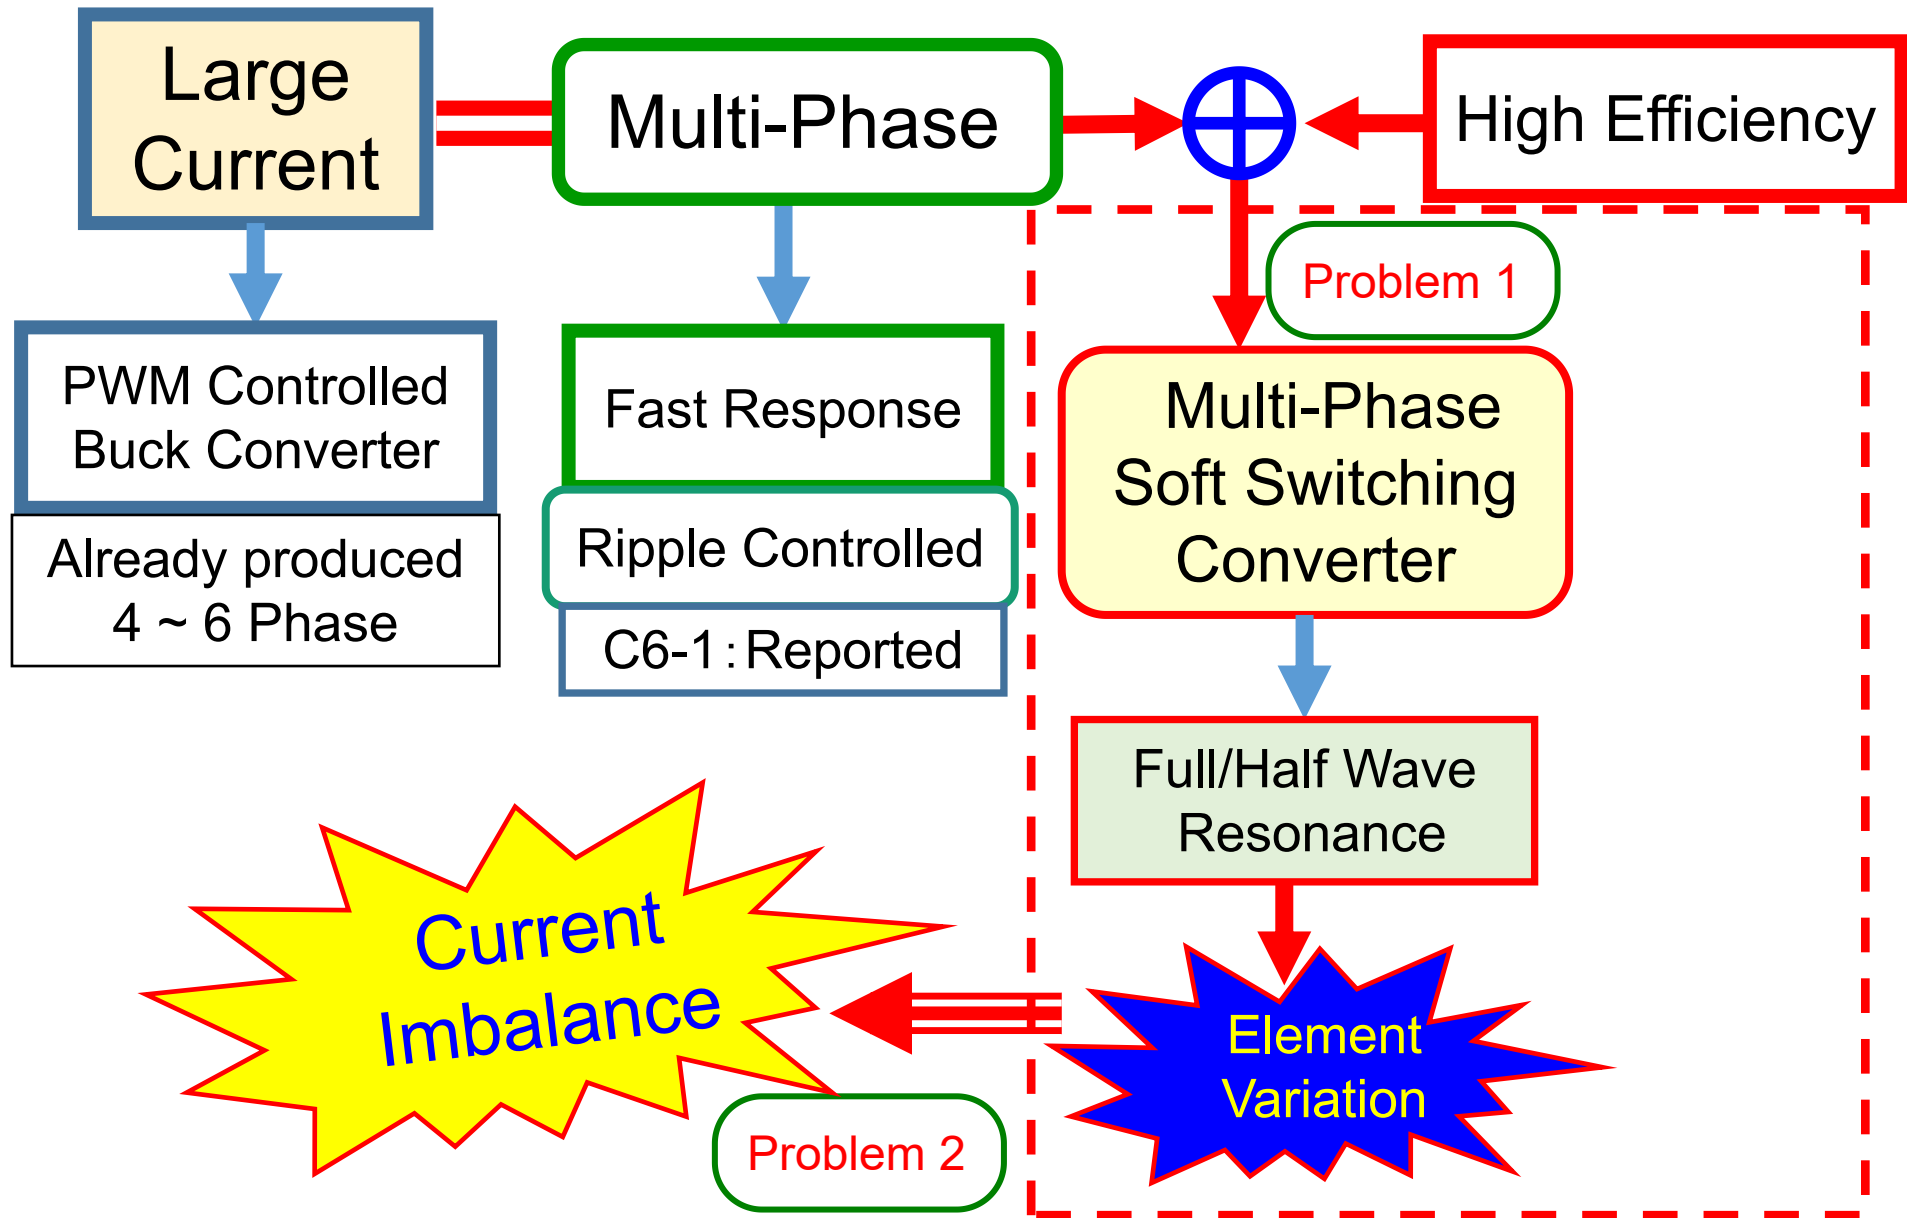 Large
Current
Multi-Phase
High Efficiency
Problem 1
PWM Controlled
Buck Converter
Already produced
4 ~ 6 Phase
Fast Response
Ripple Controlled
C6-1：Reported
Multi-Phase
Soft Switching
Converter
Full/Half Wave
Resonance
Current
Imbalance
Element
Variation
Problem 2